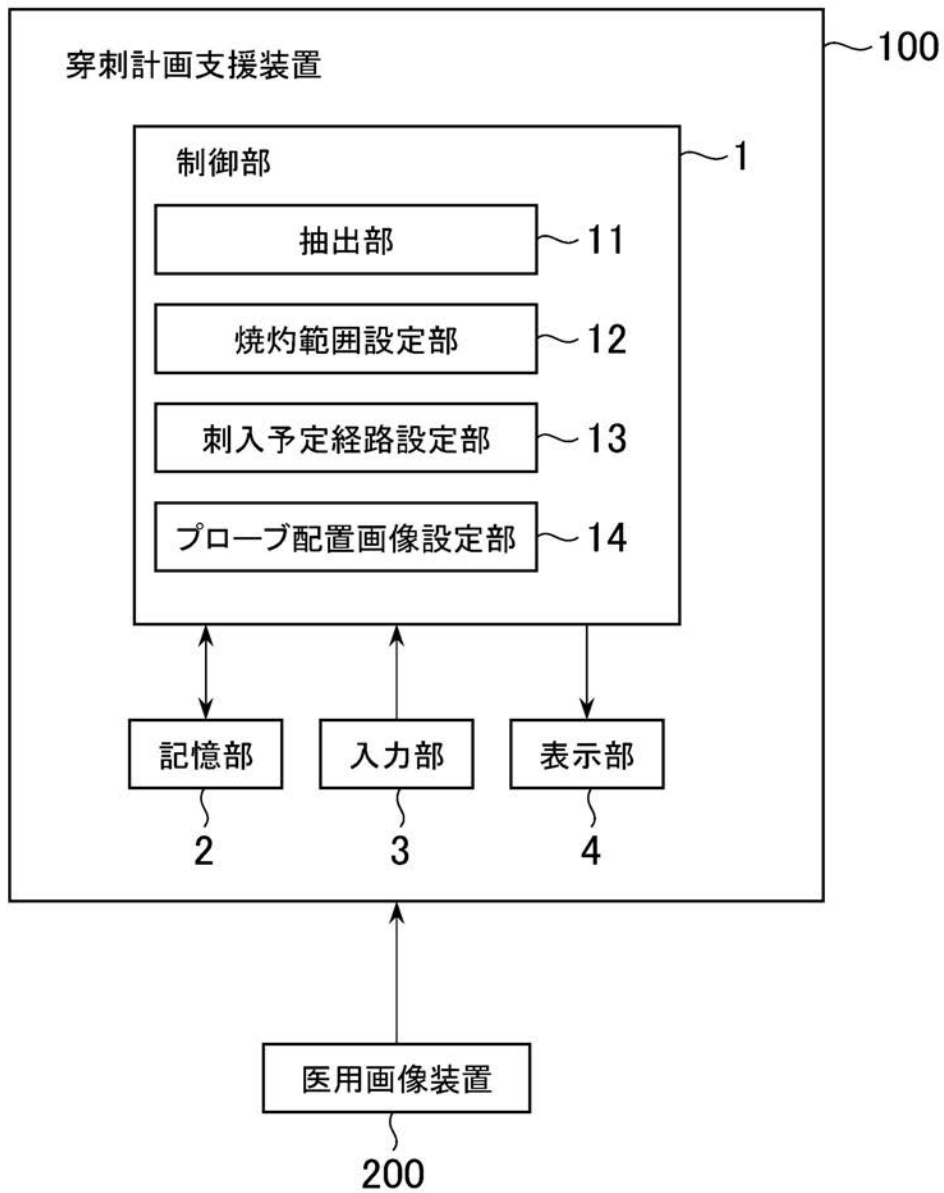 穿刺計画支援装置
100
制御部
1
抽出部
11
焼灼範囲設定部
12
刺入予定経路設定部
13
プローブ配置画像設定部
14
記憶部
入力部
表示部
2
3
4
医用画像装置
200